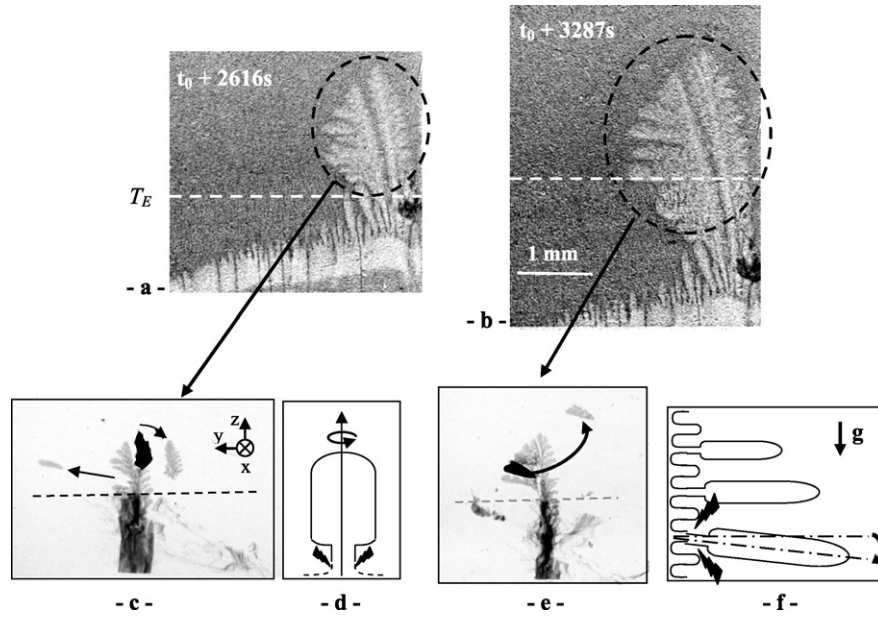 t0 + 2616s
t0 + 3287s
TE
1 mm
- a -
- b -
z
y
x
g
- c -
- d -
- e -
- f -